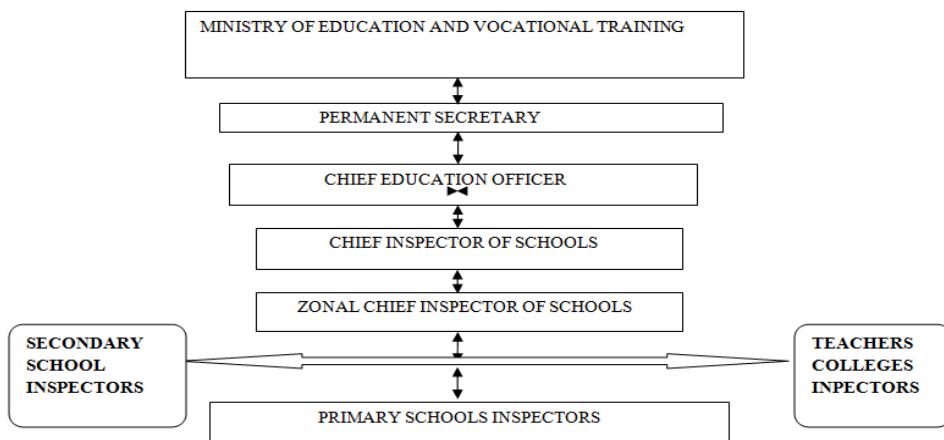 MINISTRY OF EDUCATION AND VOCATIONAL TRAINING
PERMANENT SECRETARY
CHIEF EDUCATION OFFICER
CHIEF INSPECTOR OF SCHOOLS
ZONAL CHIEF INSPECTOR OF SCHOOLS
SECONDARY
SCHOOL
INSPECTORS
TEACHERS
COLLEGES
INPECTORS
PRIMARY SCHOOLS INSPECTORS